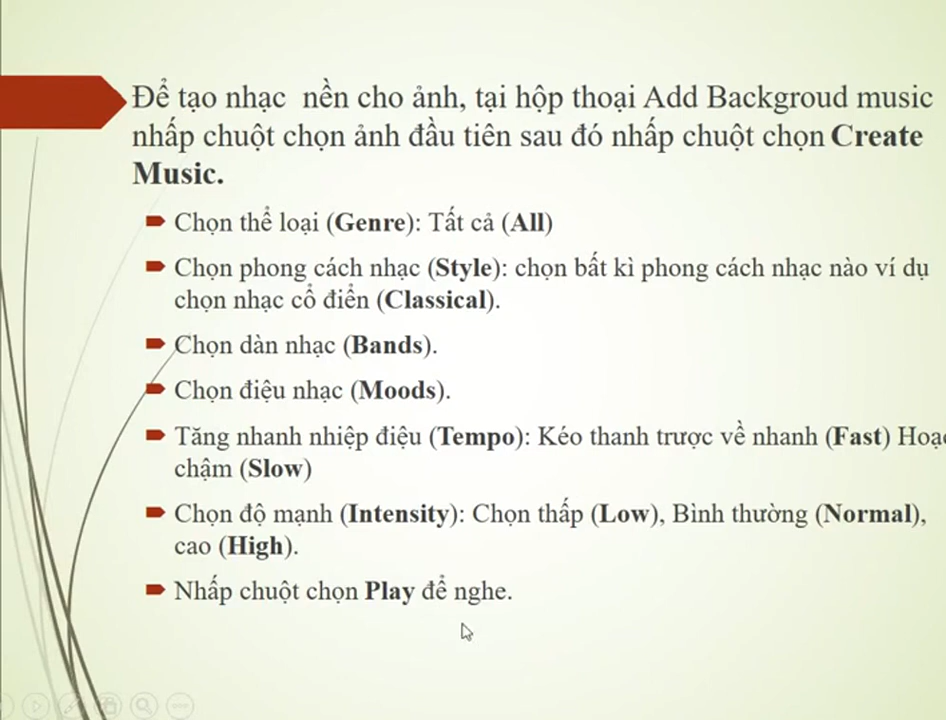 Để tạo nhạc nền cho ảnh, tại hộp thoại Add Backgroud music
nhấp chuột chọn ảnh đầu tiên sau đó nhấp chuột chọn Create
Music.
Chọn thể loại (Genre): Tất cả (All)
Chọn phong cách nhạc (Style): chọn bất kì phong cách nhạc nào ví dụ
chọn nhạc cổ điển (Classical).
Chọn dàn nhạc (Bands).
Chọn điệu nhạc (Moods).
Tăng nhanh nhiệp điệu (Tempo): Kéo thanh trược về nhanh (Fast)
chậm (Slow)
Chọn độ mạnh (Intensity): Chọn thấp (Low), Bình thường (Normal),
cao (High).
Nhấp chuột chọn Play để nghe.